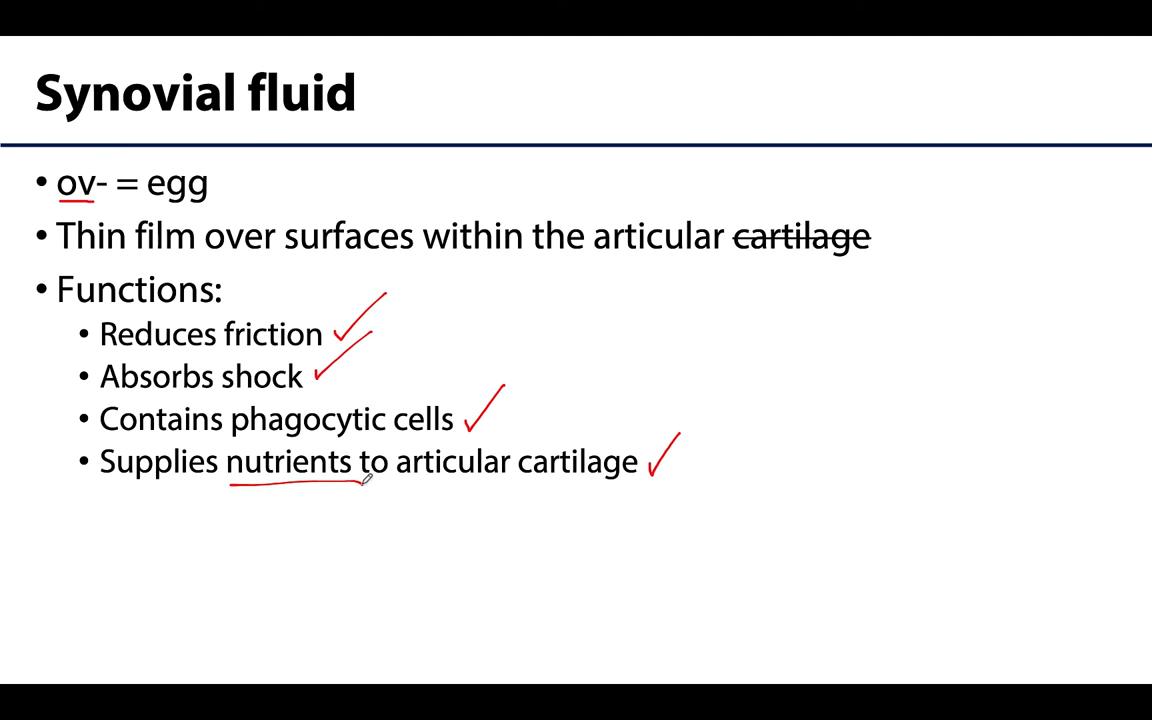 Synovial fluid
• ov- = egg
• Thin film over surfaces within the articular cartilage
• Functions:
• Reduces friction
• Absorbs shock
• Contains phagocytic cells
• Supplies nutrients to articular cartilage